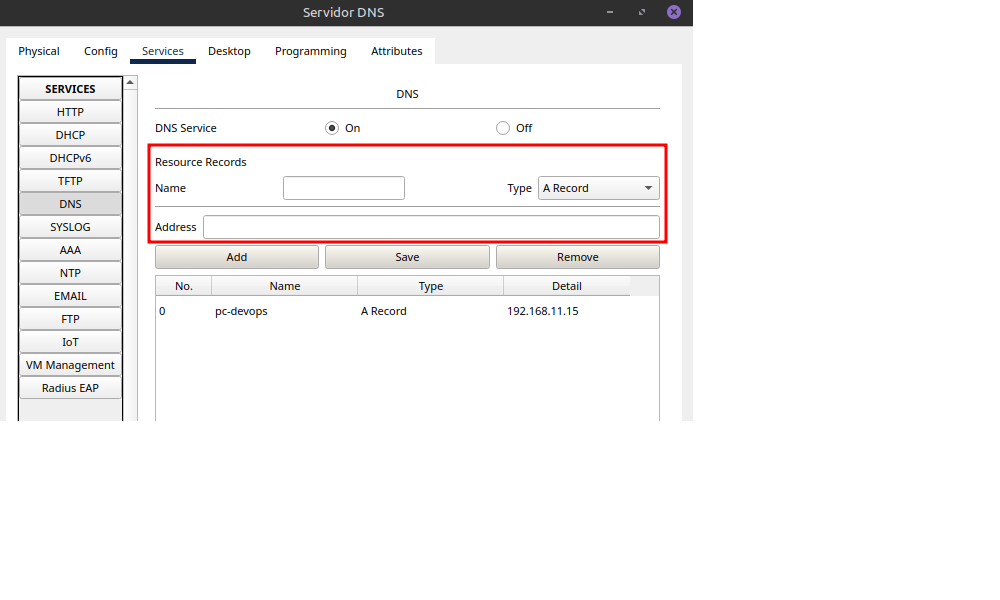 Servidor DNS
Physical Config Services Desktop Programming Attributes
SERVICES
HTTP
DHCP
DHCPv6
TFTP
DNS
SYSLOG
AAA
NTP
EMAIL
FTP
IoT
VM Management
Radius EAP
DNS
DNS Service On Off
Resource Records
Name Type A Record
Address
Add Save Remove
No. Name Type Detail
0 pc-devops A Record 192.168.11.15